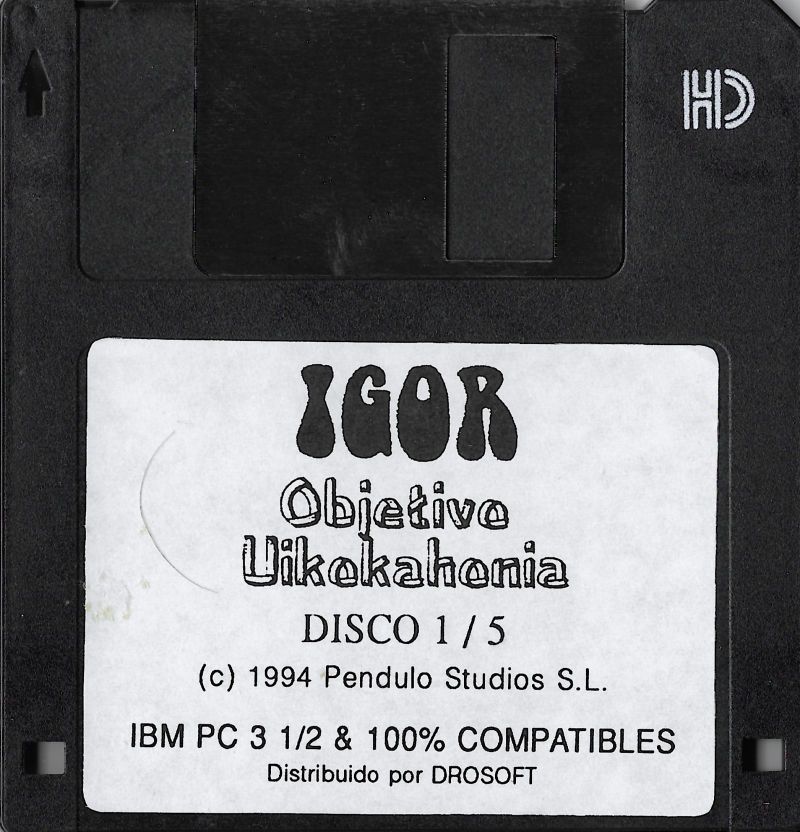 HD
IGOR
Objetivo
Uikokahonia
DISCO 1 / 5
(c) 1994 Pendulo Studios S.L.
IBM PC 3 1/2 & 100% COMPATIBLES
Distribuido por DROSOFT